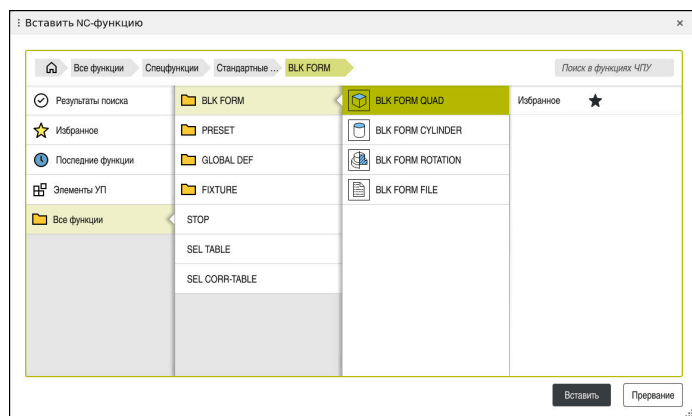 Вставить NC-функцию
Все функции Спецфункции Стандартные ... BLK FORM Поиск в функциях ЧПУ
Результаты поиска BLK FORM BLK FORM QUAD Избранное
Избранное PRESET BLK FORM CYLINDER
Последние функции GLOBAL DEF BLK FORM ROTATION
Элементы УП FIXTURE BLK FORM FILE
Все функции STOP
SEL TABLE
SEL CORR-TABLE
Вставить Прерывание